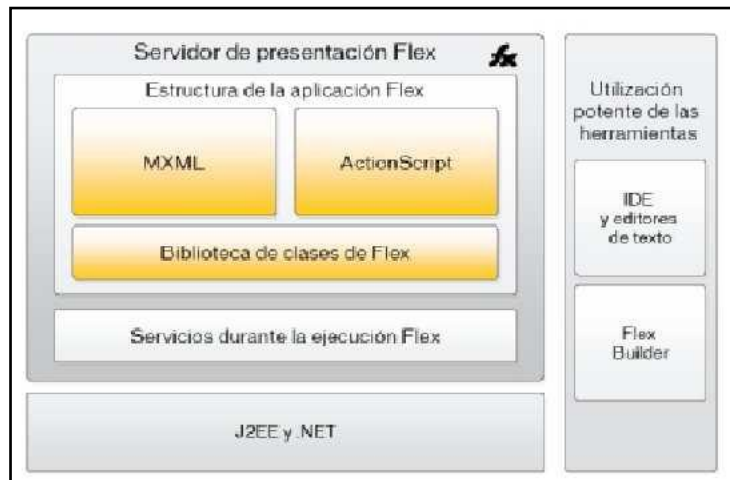 Servidor de presentación Flex
fx
Estructura de la aplicación Flex
MXML
ActionScript
Biblioteca de clases de Flex
Servicios durante la ejecución Flex
J2EE y .NET
Utilización
potente de las
herramientas
IDE
y editores
de texto
Flex
Builder